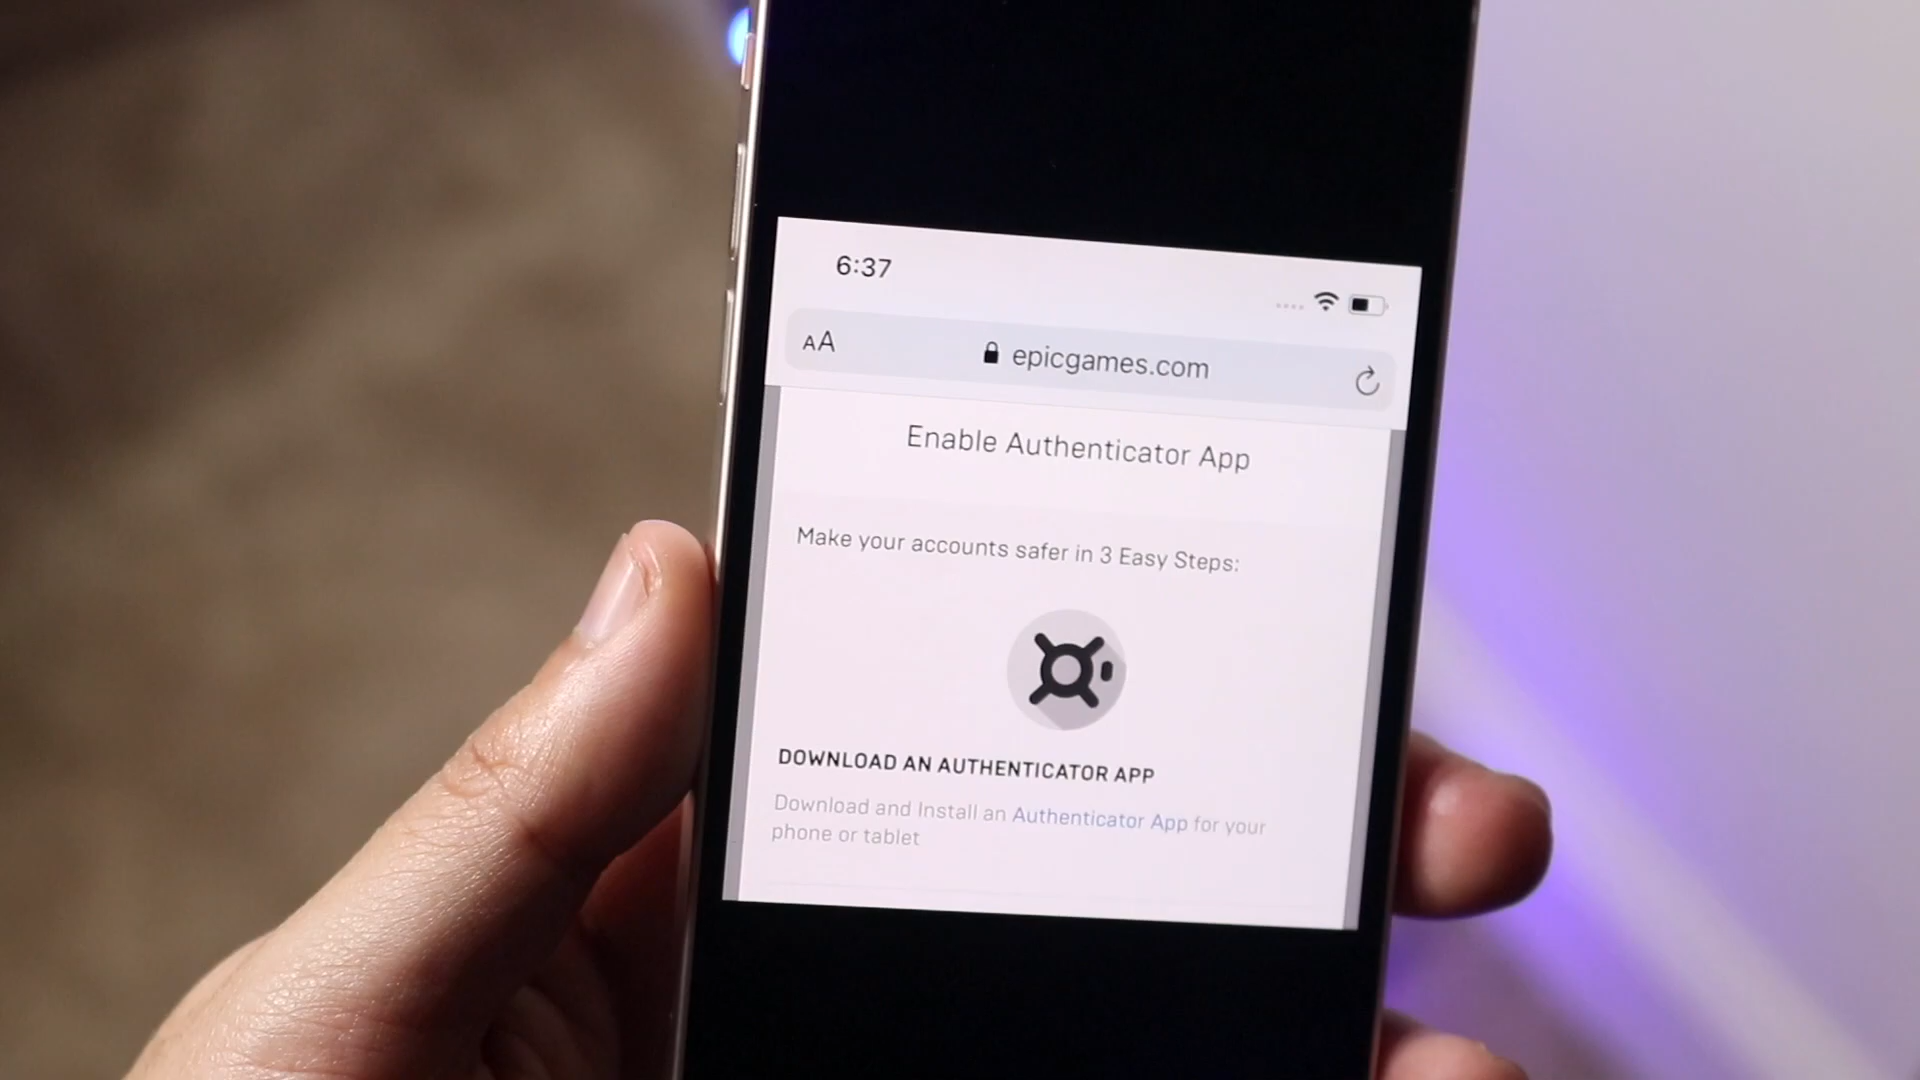 6:37
AA epicgames.com
Enable Authenticator App
Make your accounts safer in 3 Easy Steps:
DOWNLOAD AN AUTHENTICATOR APP
Download and Install an Authenticator App for your
phone or tablet